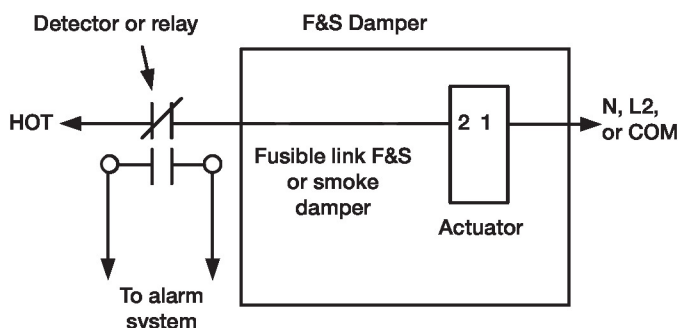 Detector or relay
F&S Damper
HOT
2 1
N, L2,
or COM
Fusible link F&S
or smoke
damper
Actuator
To alarm
system